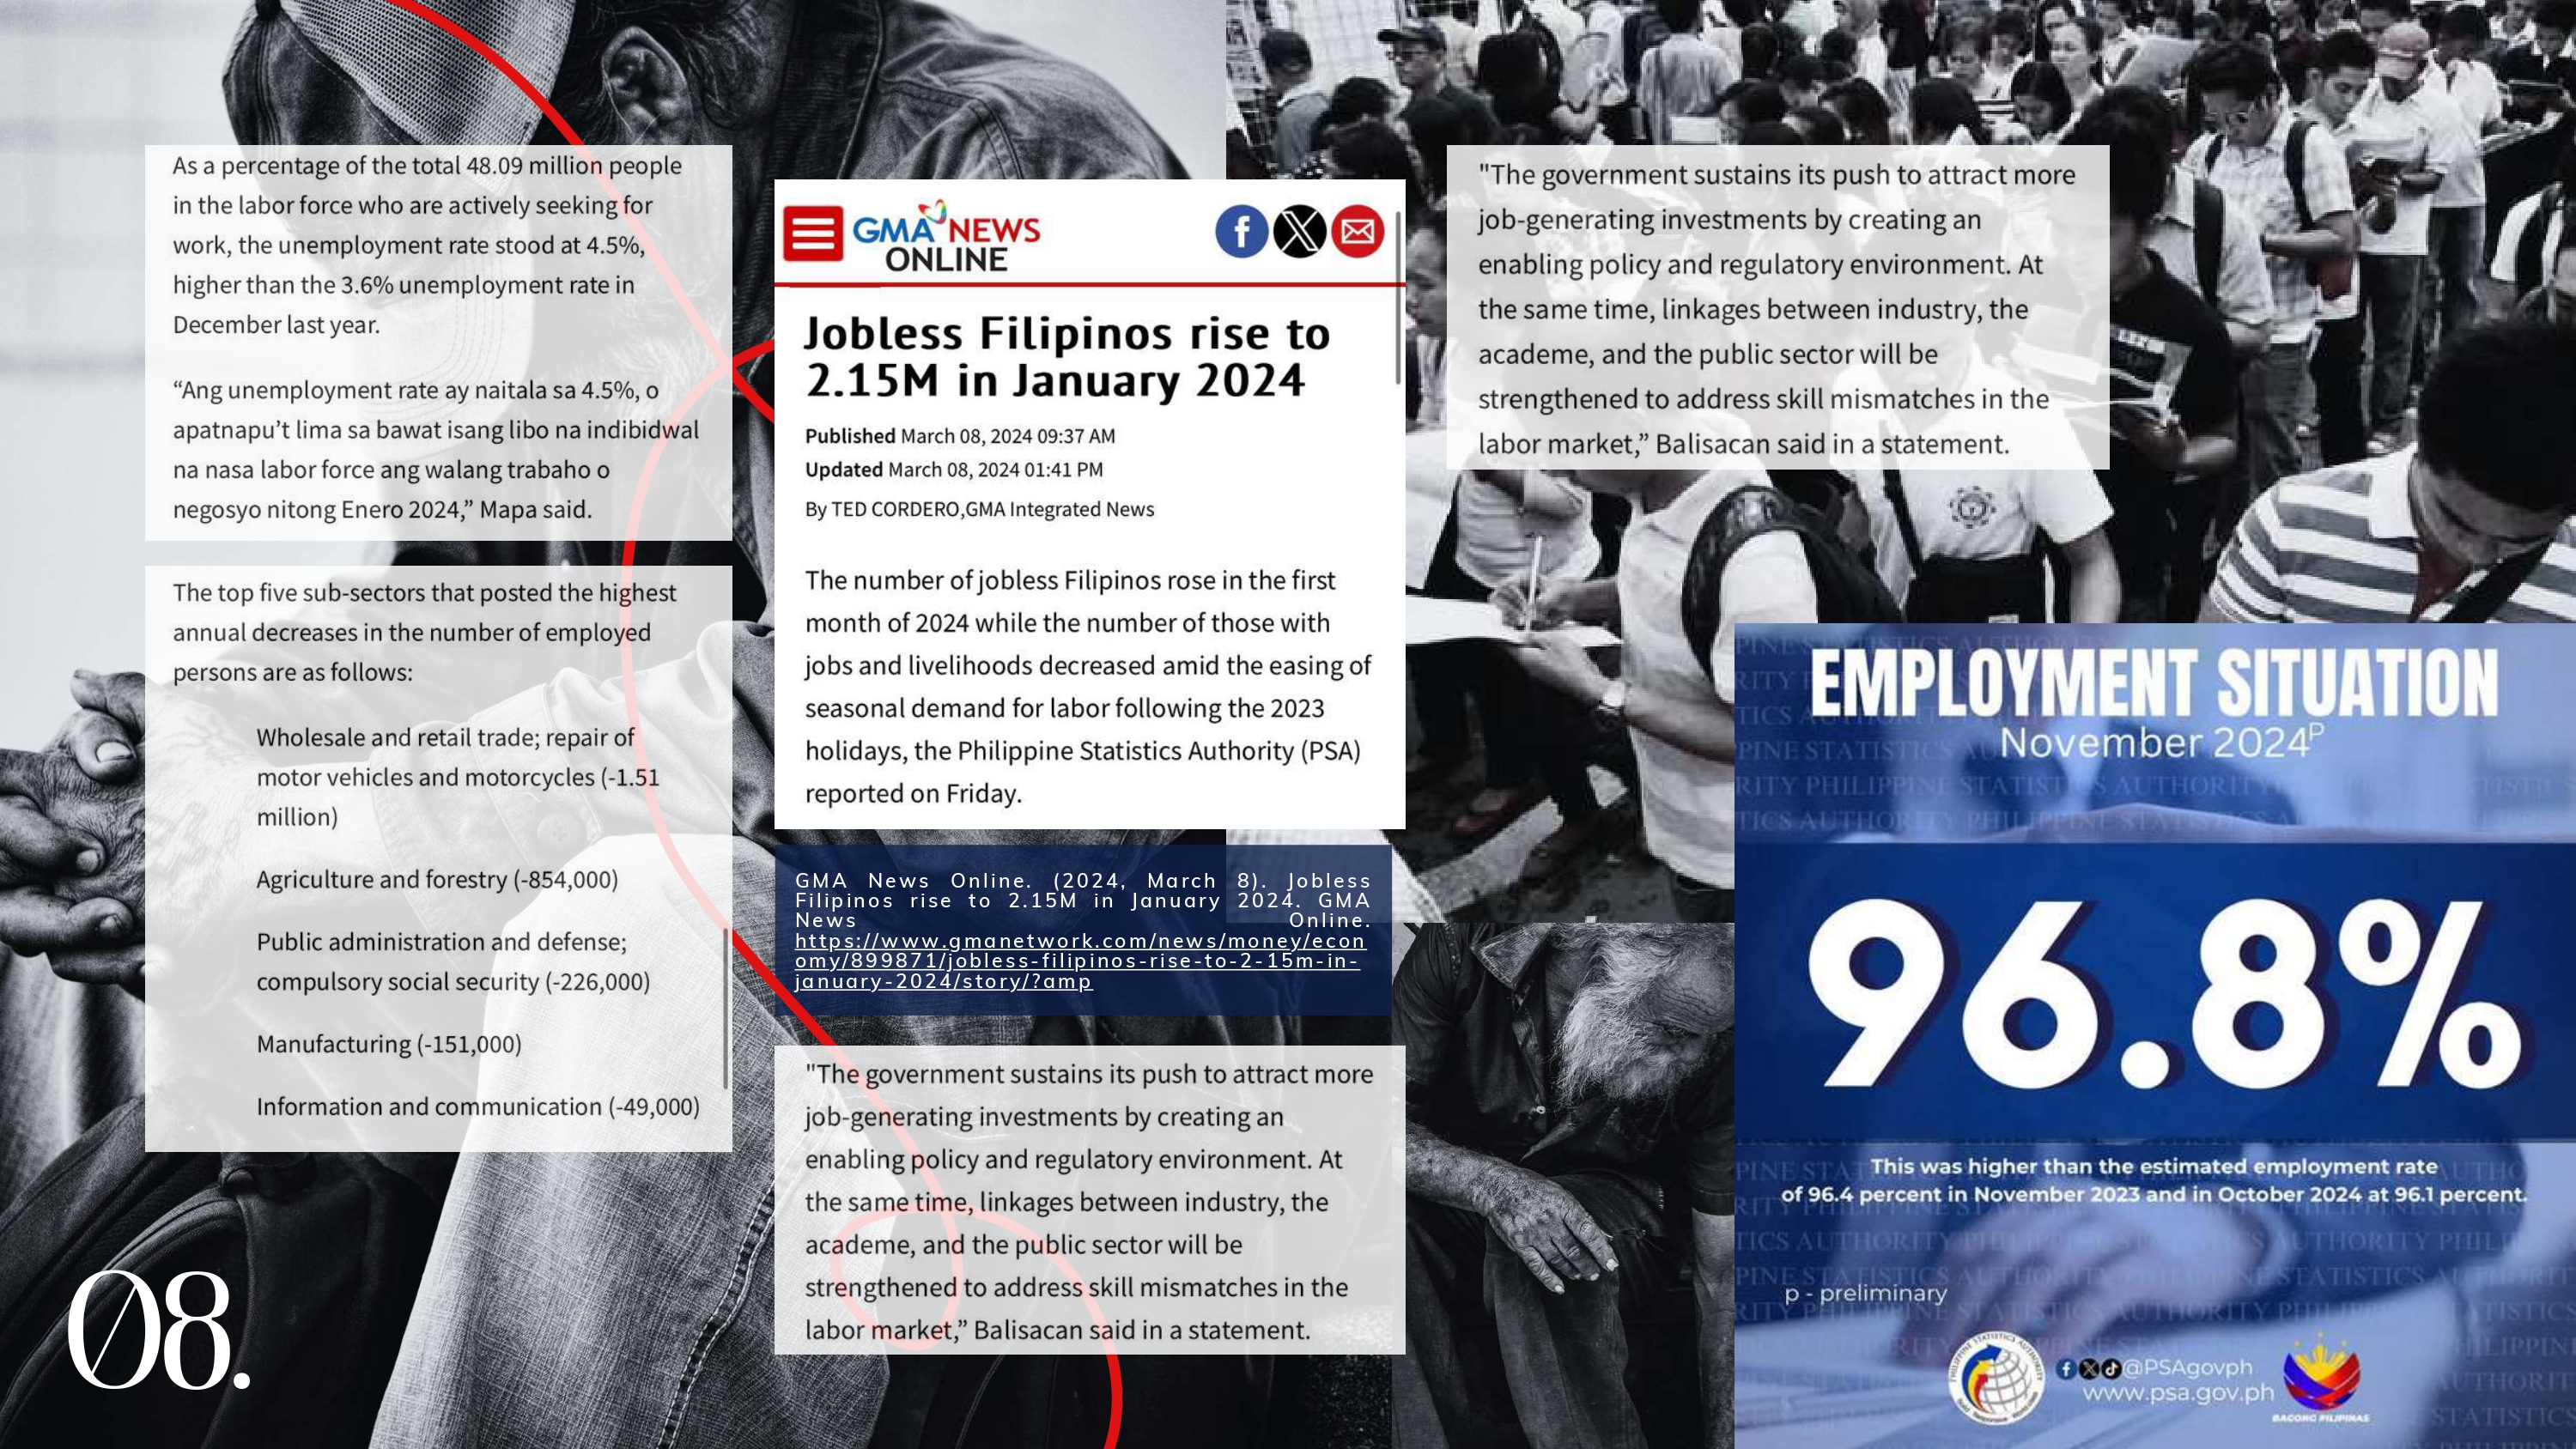 As a percentage of the total 48.09 million people
in the labor force who are actively seeking for
work, the unemployment rate stood at 4.5%,
higher than the 3.6% unemployment rate in
December last year.
“Ang unemployment rate ay naitala sa 4.5%, o
apatnapu’t lima sa bawat isang libo na indibidwal
na nasa labor force ang walang trabaho o
negosyo nitong Enero 2024,” Mapa said.
The top five sub-sectors that posted the highest
annual decreases in the number of employed
persons are as follows:
Wholesale and retail trade; repair of
motor vehicles and motorcycles (-1.51
million)
Agriculture and forestry (-854,000)
Public administration and defense;
compulsory social security (-226,000)
Manufacturing (-151,000)
Information and communication (-49,000)
08.
GMA NEWS
ONLINE
Jobless Filipinos rise to
2.15M in January 2024
Published March 08, 2024 09:37 AM
Updated March 08, 2024 01:41 PM
By TED CORDERO,GMA Integrated News
The number of jobless Filipinos rose in the first
month of 2024 while the number of those with
jobs and livelihoods decreased amid the easing of
seasonal demand for labor following the 2023
holidays, the Philippine Statistics Authority (PSA)
reported on Friday.
GMA News Online. (2024, March 8). Jobless
Filipinos rise to 2.15M in January 2024. GMA
News Online.
https://www.gmanetwork.com/news/money/econ
omy/899871/jobless-filipinos-rise-to-2-15m-in-
january-2024/story/?amp
"The government sustains its push to attract more
job-generating investments by creating an
enabling policy and regulatory environment. At
the same time, linkages between industry, the
academe, and the public sector will be
strengthened to address skill mismatches in the
labor market,” Balisacan said in a statement.
"The government sustains its push to attract more
job-generating investments by creating an
enabling policy and regulatory environment. At
the same time, linkages between industry, the
academe, and the public sector will be
strengthened to address skill mismatches in the
labor market,” Balisacan said in a statement.
EMPLOYMENT SITUATION
November 2024P
96.8%
This was higher than the estimated employment rate
of 96.4 percent in November 2023 and in October 2024 at 96.1 percent.
p - preliminary
@PSAgovph
www.psa.gov.ph
BAGONG PILIPINAS